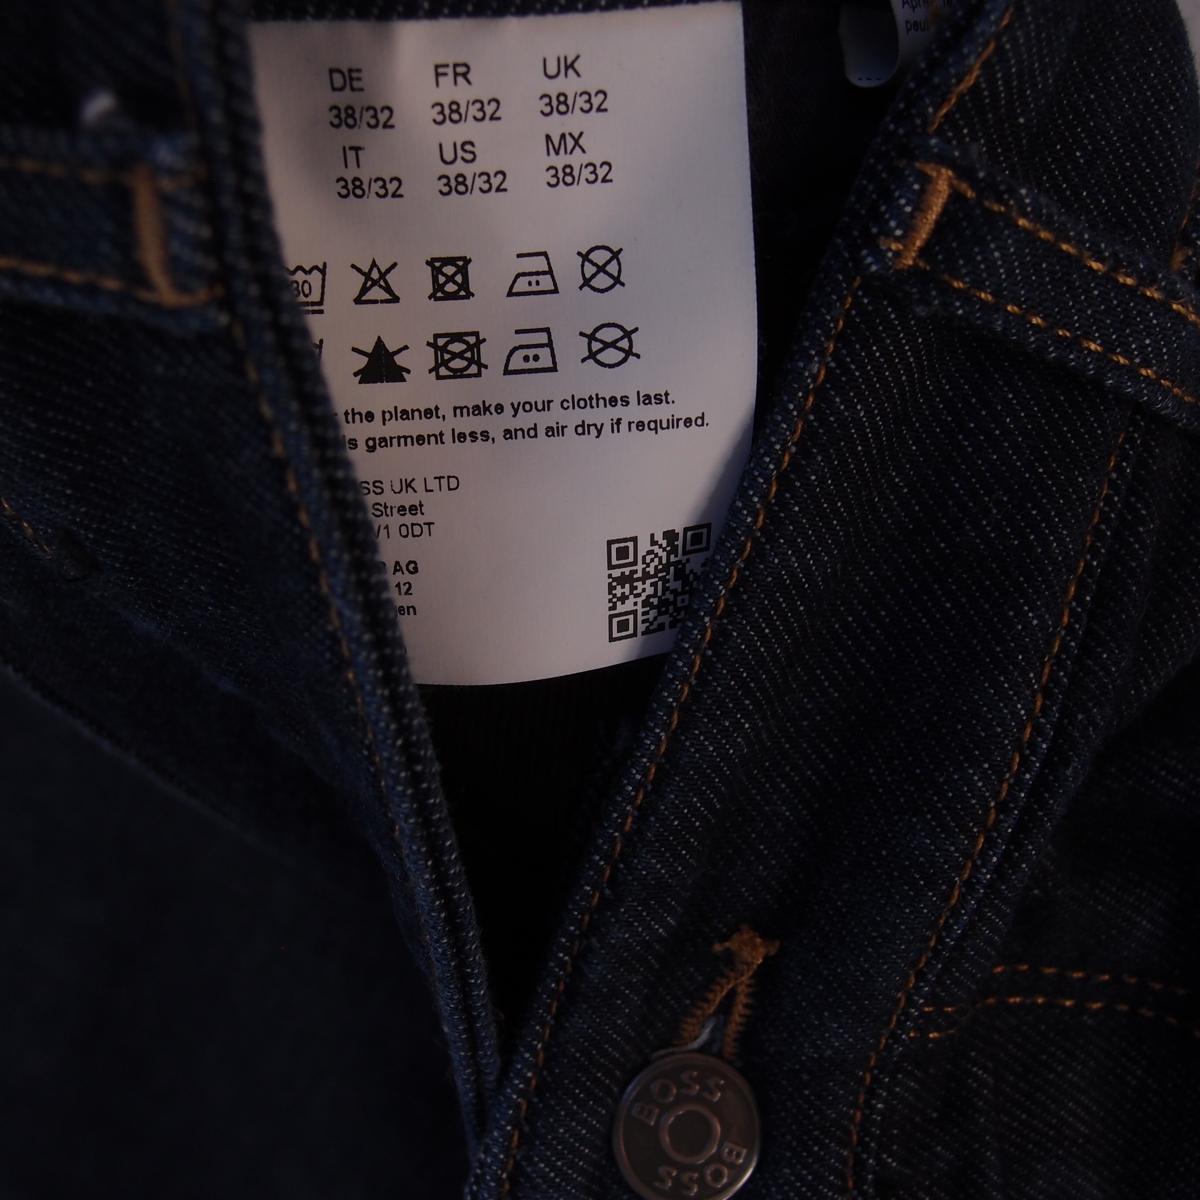 DE FR UK
38/32 38/32 38/32
IT US MX
38/32 38/32 38/32
30
the planet, make your clothes last.
garment less, and air dry if required.
UK LTD
Street
0DT
AG
12
BOSS
BOSS